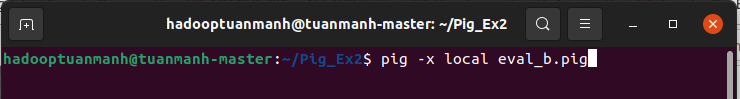 hadooptuanmanh@tuanmanh-master: ~/Pig_Ex2
hadooptuanmanh@tuanmanh-master:~/Pig_Ex2$ pig -x local eval_b.pig